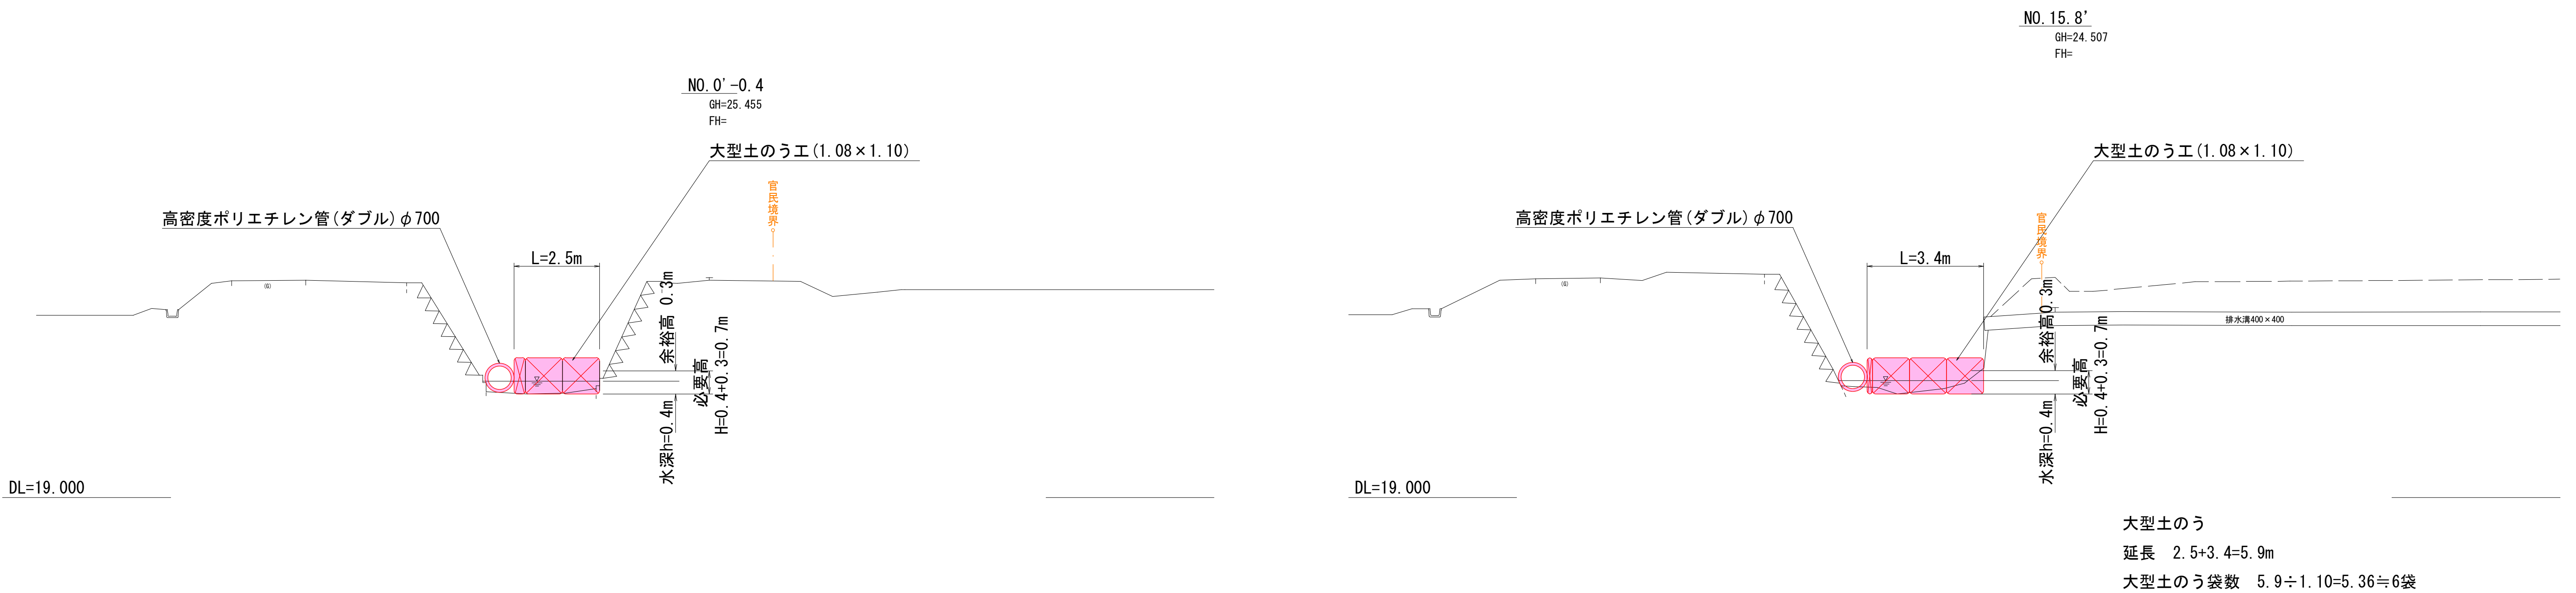 NO.0'-0.4
GH=25.455
FH=
大型土のう工(1.08×1.10)
官民境界
高密度ポリエチレン管(ダブル)φ700
L=2.5m
(G)
余裕高 0.3m
必要高
H=0.4+0.3=0.7m
水深h=0.4m
DL=19.000
NO.15.8'
GH=24.507
FH=
大型土のう工(1.08×1.10)
官民境界
高密度ポリエチレン管(ダブル)φ700
L=3.4m
(G)
余裕高0.3m
排水溝400×400
必要高
H=0.4+0.3=0.7m
水深h=0.4m
DL=19.000
大型土のう
延長 2.5+3.4=5.9m
大型土のう袋数 5.9÷1.10=5.36≒6袋